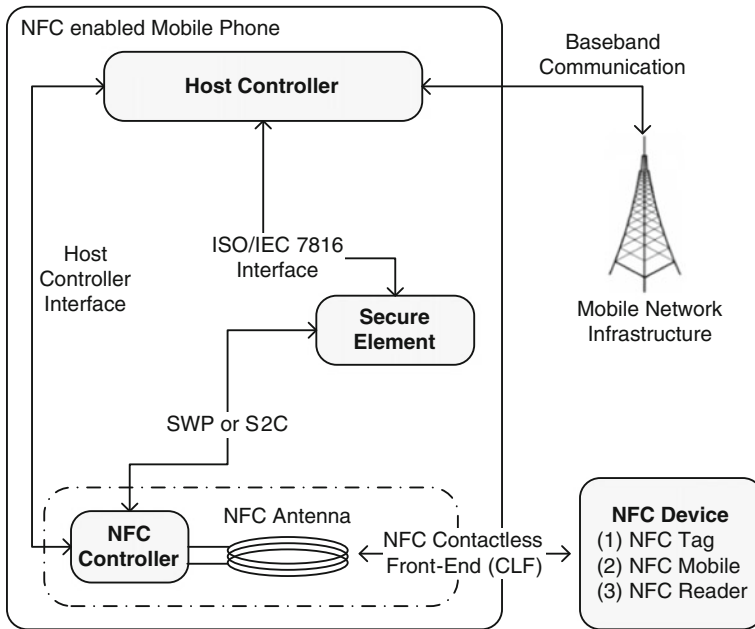 NFC enabled Mobile Phone
Host Controller
Baseband
Communication
Host
Controller
Interface
ISO/IEC 7816
Interface
Mobile Network
Infrastructure
Secure
Element
SWP or S2C
NFC
Controller
NFC Antenna
NFC Contactless
Front-End (CLF)
NFC Device
(1) NFC Tag
(2) NFC Mobile
(3) NFC Reader